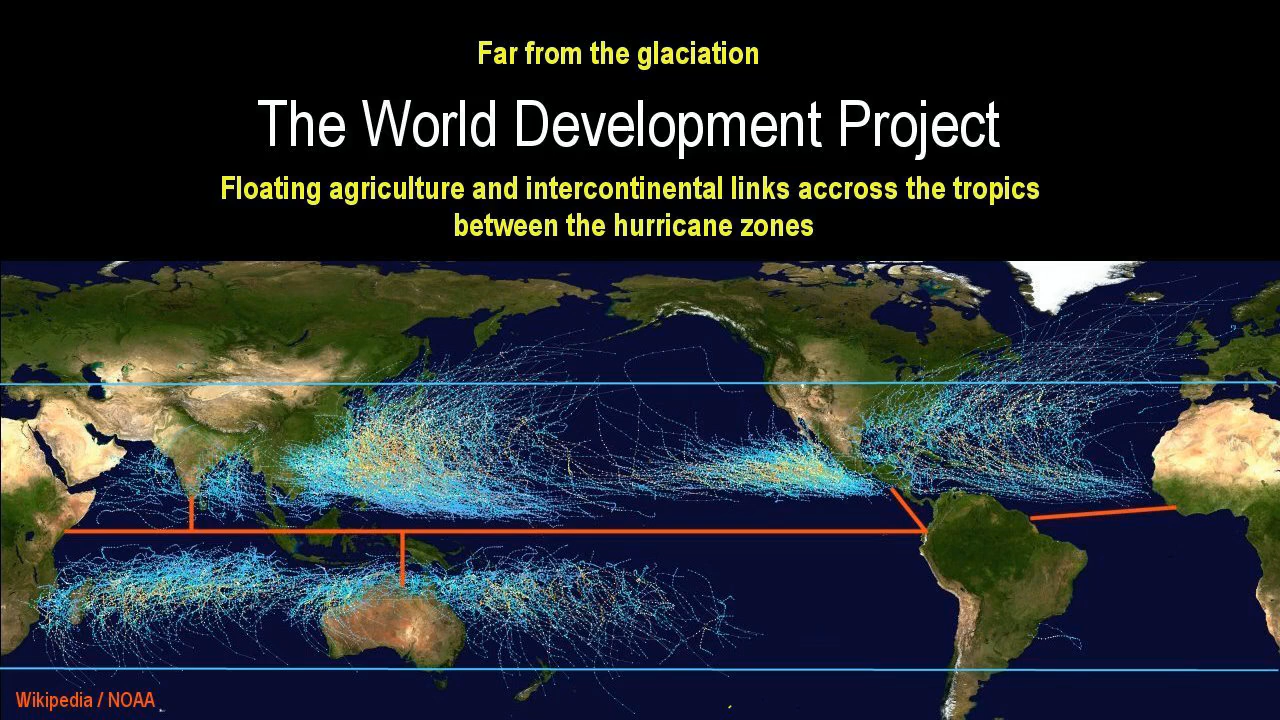 Far from the glaciation
The World Development Project
Floating agriculture and intercontinental links accross the tropics
between the hurricane zones
Wikipedia / NOAA